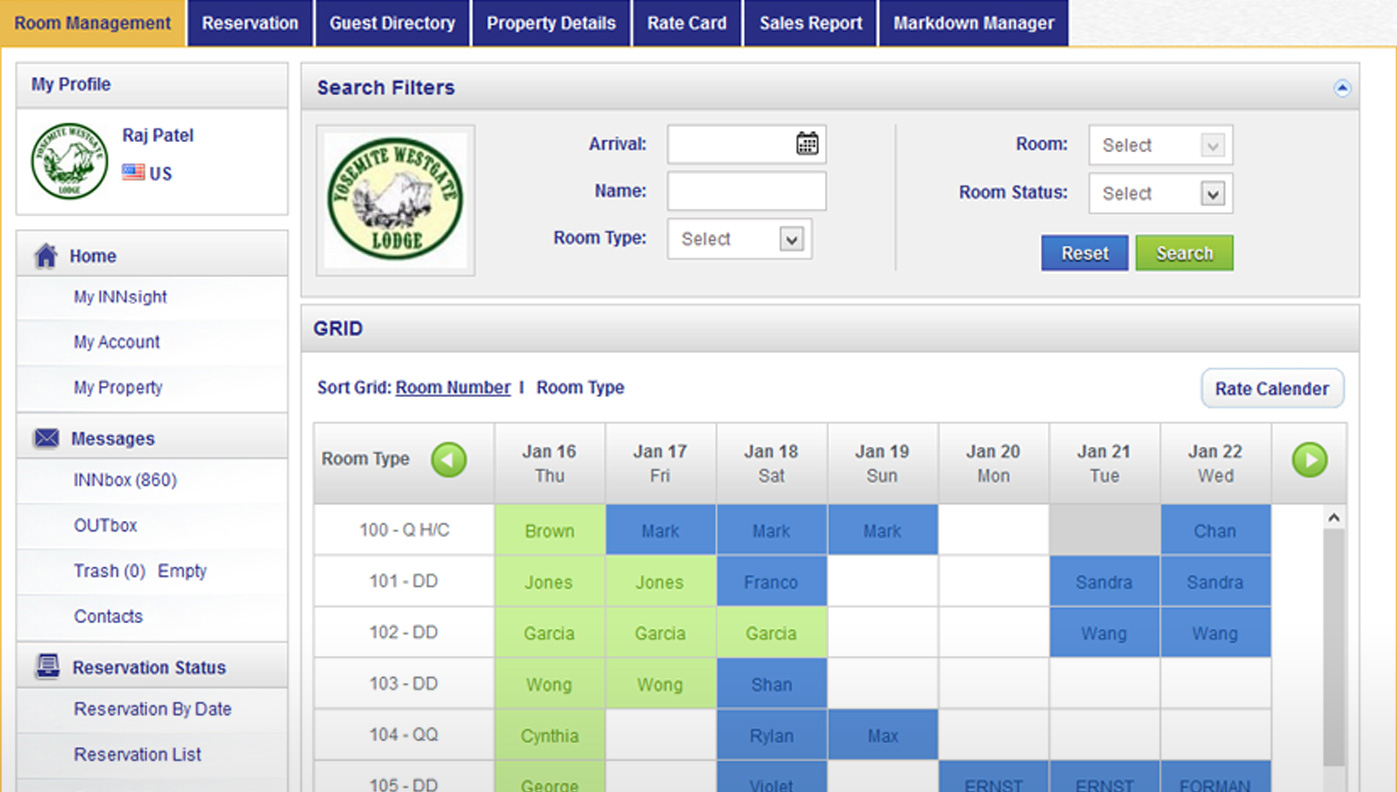 Room Management Reservation Guest Directory Property Details Rate Card Sales Report Markdown Manager
My Profile
YOSEMITE WESTGATE
LODGE
Raj Patel
US
Home
My INNsight
My Account
My Property
Messages
INNbox (860)
OUTbox
Trash (0) Empty
Contacts
Reservation Status
Reservation By Date
Reservation List
Search Filters
YOSEMITE WESTGATE
LODGE
Arrival:
Name:
Room Type: Select
Room: Select
Room Status: Select
Reset Search
GRID
Sort Grid: Room Number I Room Type
Rate Calender
Room Type Jan 16 Jan 17 Jan 18 Jan 19 Jan 20 Jan 21 Jan 22
Thu Fri Sat Sun Mon Tue Wed
100 - Q H/C Brown Mark Mark Mark Chan
101 - DD Jones Jones Franco Sandra Sandra
102 - DD Garcia Garcia Garcia Wang Wang
103 - DD Wong Wong Shan
104 - QQ Cynthia Rylan Max
105 - DD George Violet ERNST ERNST FORMAN